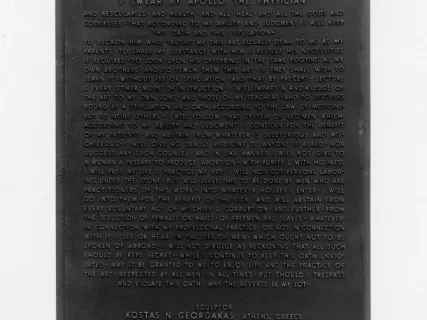 I SWEAR BY APOLLO THE PHYSICIAN
AND AESCULAPIUS AND HEALTH AND ALL-HEAL AND ALL THE GODS AND
GODDESSES THAT ACCORDING TO MY ABILITY AND JUDGMENT I WILL KEEP
THIS OATH AND THIS STIPULATION—
TO RECKON HIM WHO TAUGHT ME THIS ART EQUALLY DEAR TO ME AS MY
PARENTS, TO SHARE MY SUBSTANCE WITH HIM & RELIEVE HIS NECESSITIES
IF REQUIRED, TO LOOK UPON HIS OFFSPRING IN THE SAME FOOTING AS MY
OWN BROTHERS AND TO TEACH THEM THIS ART IF THEY SHALL WISH TO
LEARN IT, WITHOUT FEE OR STIPULATION, AND THAT BY PRECEPT, LECTURE
& EVERY OTHER MODE OF INSTRUCTION I WILL IMPART A KNOWLEDGE OF
THE ART TO MY OWN SONS AND THOSE OF MY TEACHERS AND TO DISCIPLES
BOUND BY A STIPULATION AND OATH ACCORDING TO THE LAW OF MEDICINE
BUT TO NONE OTHERS— I WILL FOLLOW THAT SYSTEM OF REGIMEN WHICH
ACCORDING TO MY ABILITY AND JUDGMENT I CONSIDER FOR THE BENEFIT
OF MY PATIENTS AND ABSTAIN FROM WHATEVER IS DELETERIOUS AND MIS-
CHIEVOUS— I WILL GIVE NO DEADLY MEDICINE TO ANYONE IF ASKED NOR
SUGGEST ANY SUCH COUNSEL, AND IN LIKE MANNER I WILL NOT GIVE TO
A WOMAN A PESSARY TO PRODUCE ABORTION— WITH PURITY & WITH HOLINESS
I WILL PASS MY LIFE & PRACTICE MY ART— I WILL NOT CUT PERSONS LABOR-
ING UNDER THE STONE BUT WILL LEAVE THIS TO BE DONE BY MEN WHO ARE
PRACTITIONERS OF THIS WORK— INTO WHATEVER HOUSES I ENTER I WILL
GO INTO THEM FOR THE BENEFIT OF THE SICK AND WILL ABSTAIN FROM
EVERY VOLUNTARY ACT OF MISCHIEF & CORRUPTION AND FURTHER FROM
THE SEDUCTION OF FEMALES OR MALES, OF FREEMEN AND SLAVES— WHATEVER
IN CONNECTION WITH MY PROFESSIONAL PRACTICE OR NOT IN CONNECTION
WITH IT I SEE OR HEAR IN THE LIFE OF MEN WHICH OUGHT NOT TO BE
SPOKEN OF ABROAD I WILL NOT DIVULGE AS RECKONING THAT ALL SUCH
SHOULD BE KEPT SECRET— WHILE I CONTINUE TO KEEP THIS OATH UNVIO-
LATED MAY IT BE GRANTED TO ME TO ENJOY LIFE AND THE PRACTICE OF
THE ART RESPECTED BY ALL MEN IN ALL TIMES BUT SHOULD I TRESPASS
AND VIOLATE THIS OATH MAY THE REVERSE BE MY LOT—
SCULPTOR
KOSTAS N. GEORGAKAS, ATHENS, GREECE